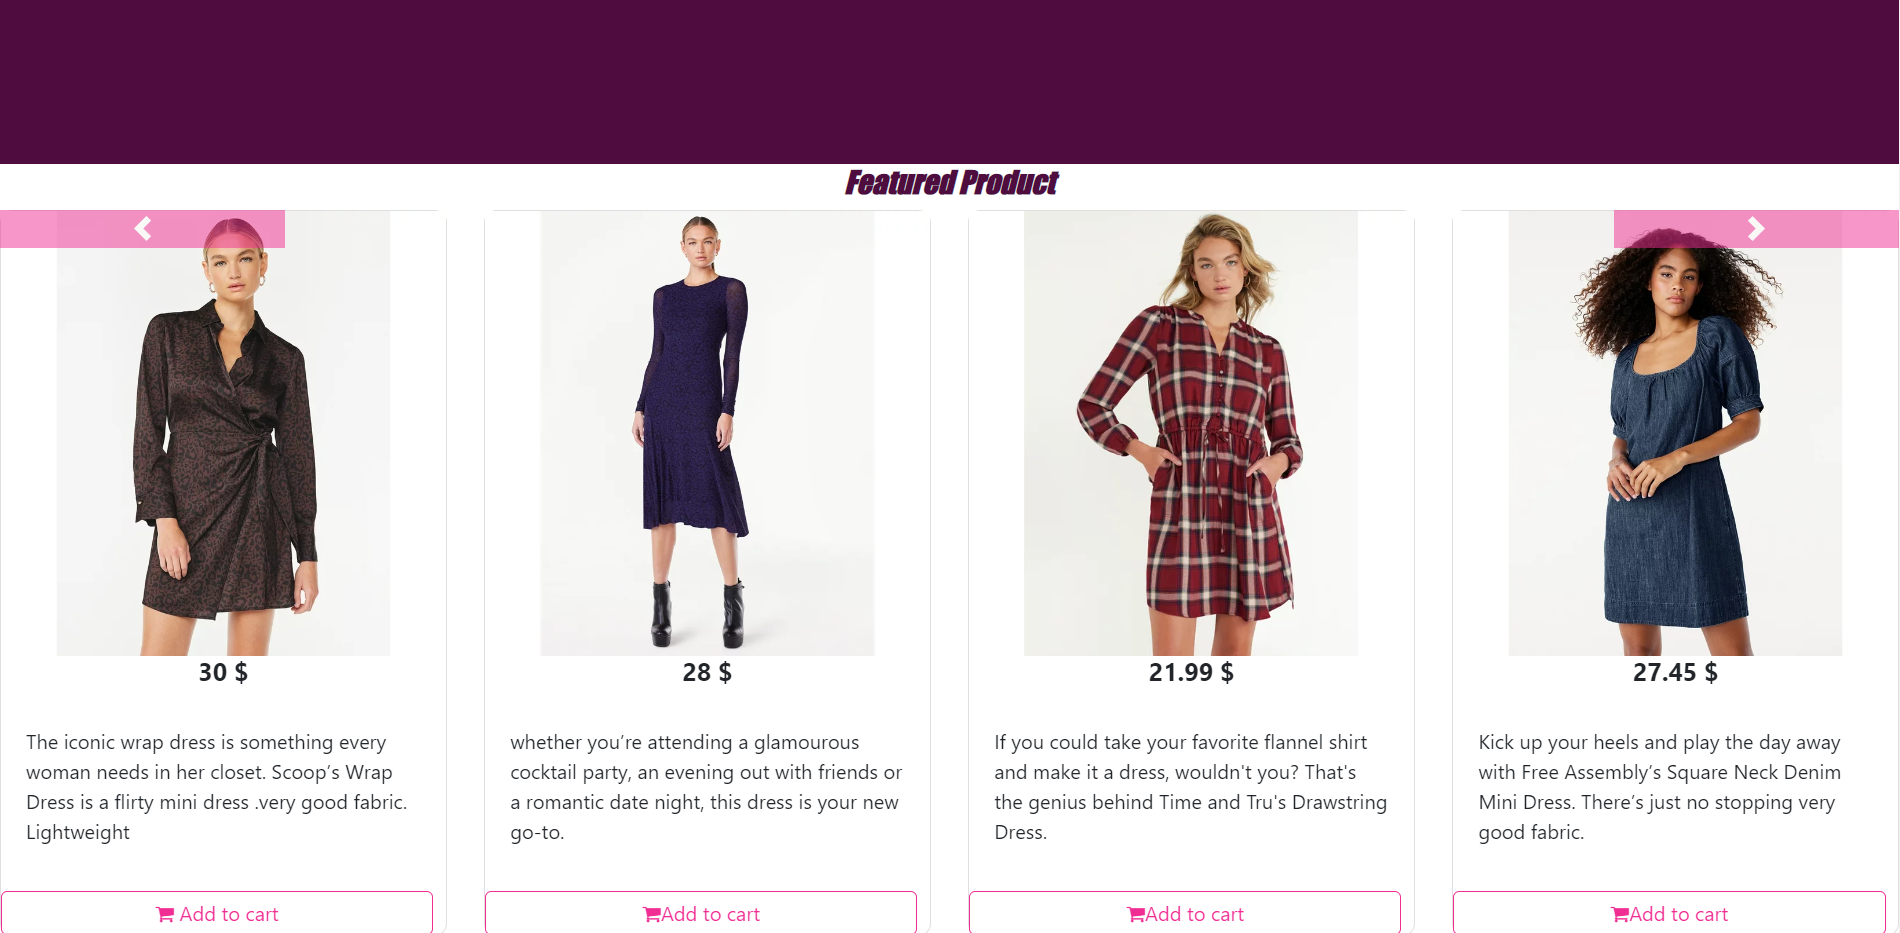 Featured Product
30 $
The iconic wrap dress is something every
woman needs in her closet. Scoop’s Wrap
Dress is a flirty mini dress .very good fabric.
Lightweight
Add to cart
28 $
whether you’re attending a glamourous
cocktail party, an evening out with friends or
a romantic date night, this dress is your new
go-to.
Add to cart
21.99 $
If you could take your favorite flannel shirt
and make it a dress, wouldn't you? That's
the genius behind Time and Tru's Drawstring
Dress.
Add to cart
27.45 $
Kick up your heels and play the day away
with Free Assembly’s Square Neck Denim
Mini Dress. There’s just no stopping very
good fabric.
Add to cart